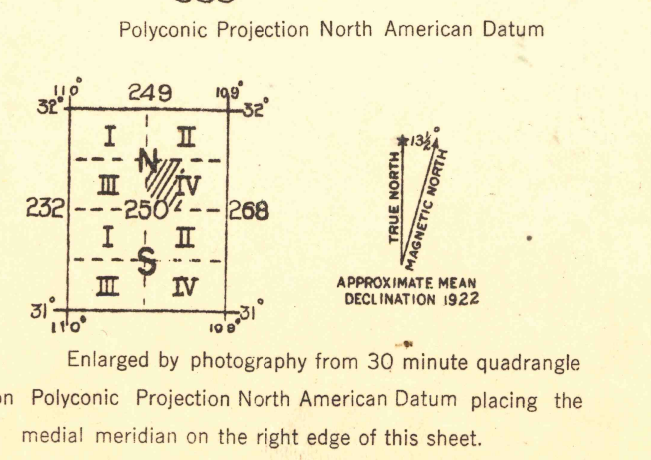 Polyconic Projection North American Datum
110° 249 109°
32° 32°
I II
N
III IV
232 250 268
I II
S
III IV
31° 31°
110° 109°
13½°
TRUE NORTH
MAGNETIC NORTH
APPROXIMATE MEAN
DECLINATION 1922
Enlarged by photography from 30 minute quadrangle
on Polyconic Projection North American Datum placing the
medial meridian on the right edge of this sheet.